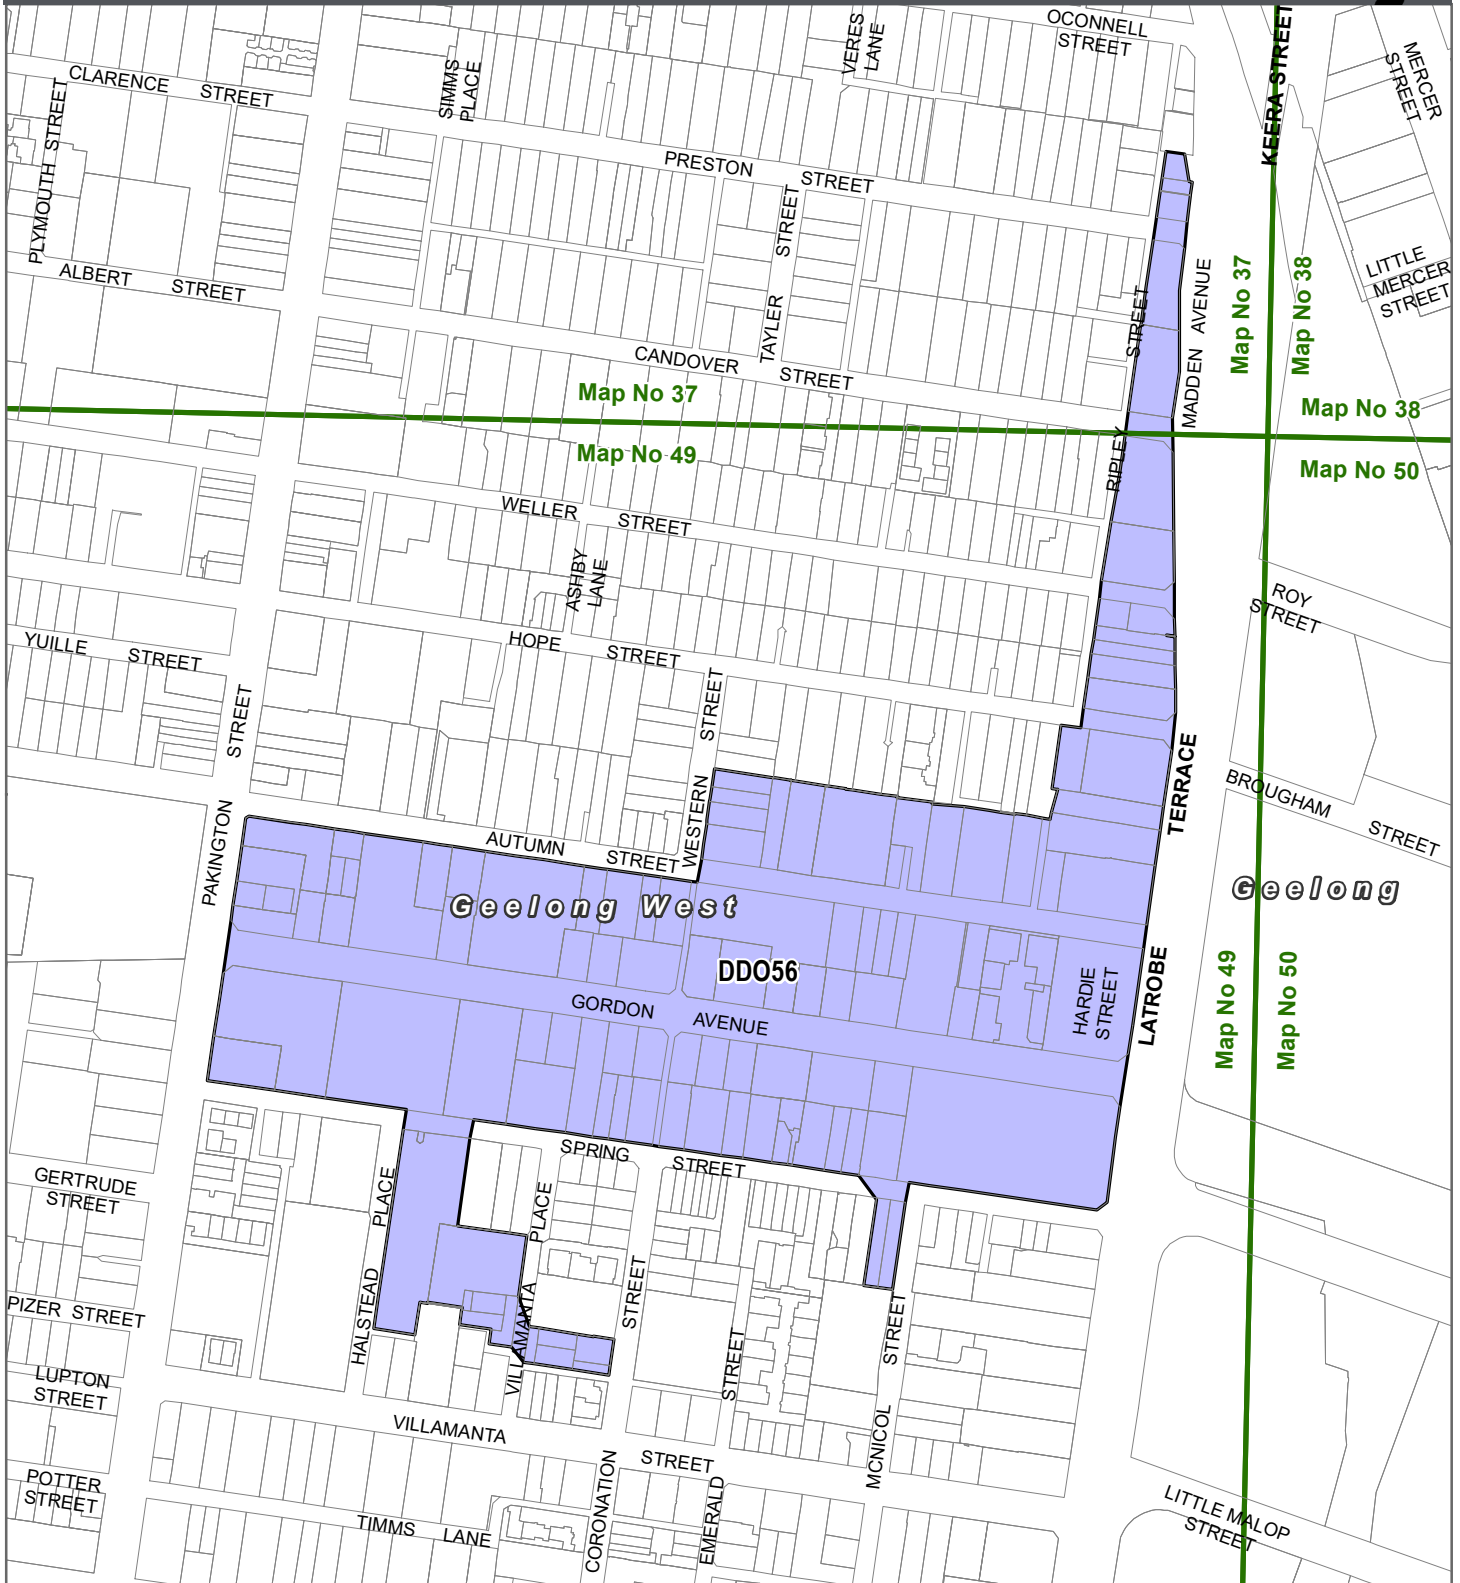 OCONNELL
STREET
VERES
LANE
KEERA STREET
MERCER
STREET
SIMMS
PLACE
CLARENCE STREET
PLYMOUTH STREET
PRESTON STREET
ALBERT STREET
TAYLER STREET
LITTLE
MERCER
STREET
Map No 37
Map No 38
MADDEN AVENUE
RIPLEY STREET
CANDOVER STREET
Map No 37
Map No 38
Map No 49
Map No 50
WELLER STREET
ASHBY
LANE
ROY
STREET
HOPE STREET
YUILLE STREET
WESTERN STREET
PAKINGTON STREET
LATROBE TERRACE
BROUGHAM STREET
AUTUMN STREET
Geelong West
Geelong
DDO56
GORDON AVENUE
HARDIE
STREET
Map No 49
Map No 50
SPRING STREET
GERTRUDE
STREET
HALSTEAD PLACE
VILLAMANTA PLACE
PIZER STREET
LUPTON
STREET
VILLAMANTA STREET
CORONATION STREET
EMERALD STREET
MCNICOL STREET
POTTER
STREET
TIMMS LANE
LITTLE MALOP
STREET